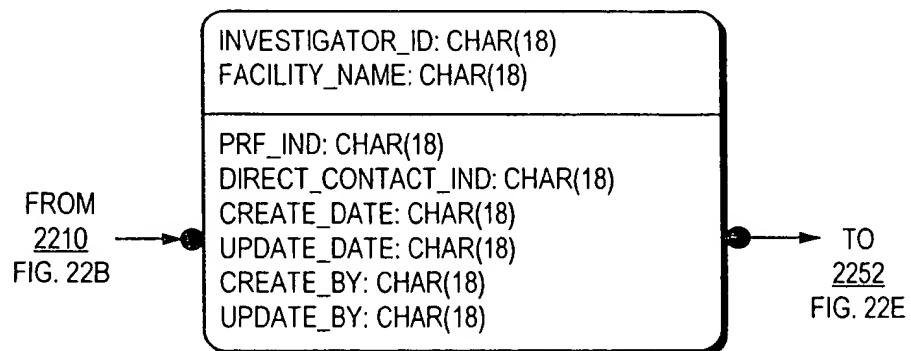 INVESTIGATOR_ID: CHAR(18)
FACILITY_NAME: CHAR(18)
PRF_IND: CHAR(18)
DIRECT_CONTACT_IND: CHAR(18)
CREATE_DATE: CHAR(18)
UPDATE_DATE: CHAR(18)
CREATE_BY: CHAR(18)
UPDATE_BY: CHAR(18)
FROM
2210
FIG. 22B
TO
2252
FIG. 22E